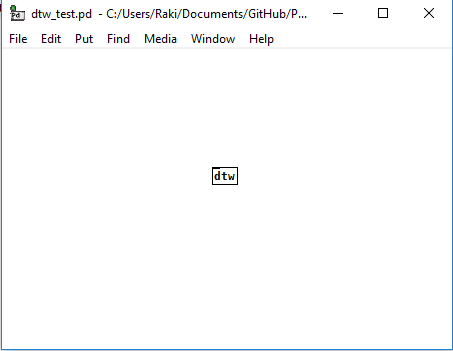 dtw_test.pd - C:/Users/Raki/Documents/GitHub/P...
File Edit Put Find Media Window Help
dtw